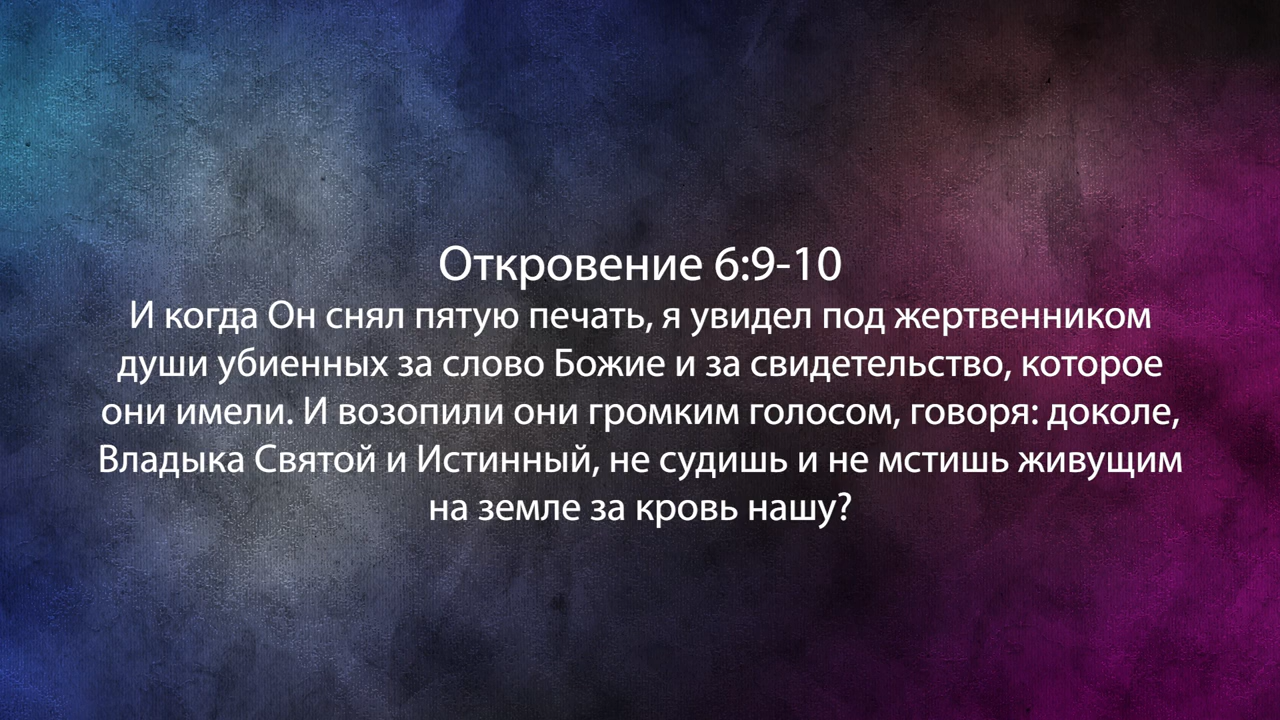 Откровение 6:9-10
И когда Он снял пятую печать, я увидел под жертвенником
души убиенных за слово Божие и за свидетельство, которое
они имели. И возопили они громким голосом, говоря: доколе,
Владыка Святой и Истинный, не судишь и не мстишь живущим
на земле за кровь нашу?